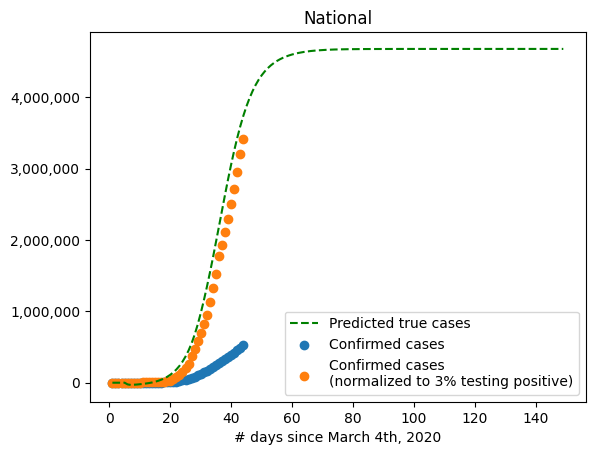 National
4,000,000
3,000,000
2,000,000
1,000,000
0
0 20 40 60 80 100 120 140
# days since March 4th, 2020
Predicted true cases
Confirmed cases
Confirmed cases
(normalized to 3% testing positive)